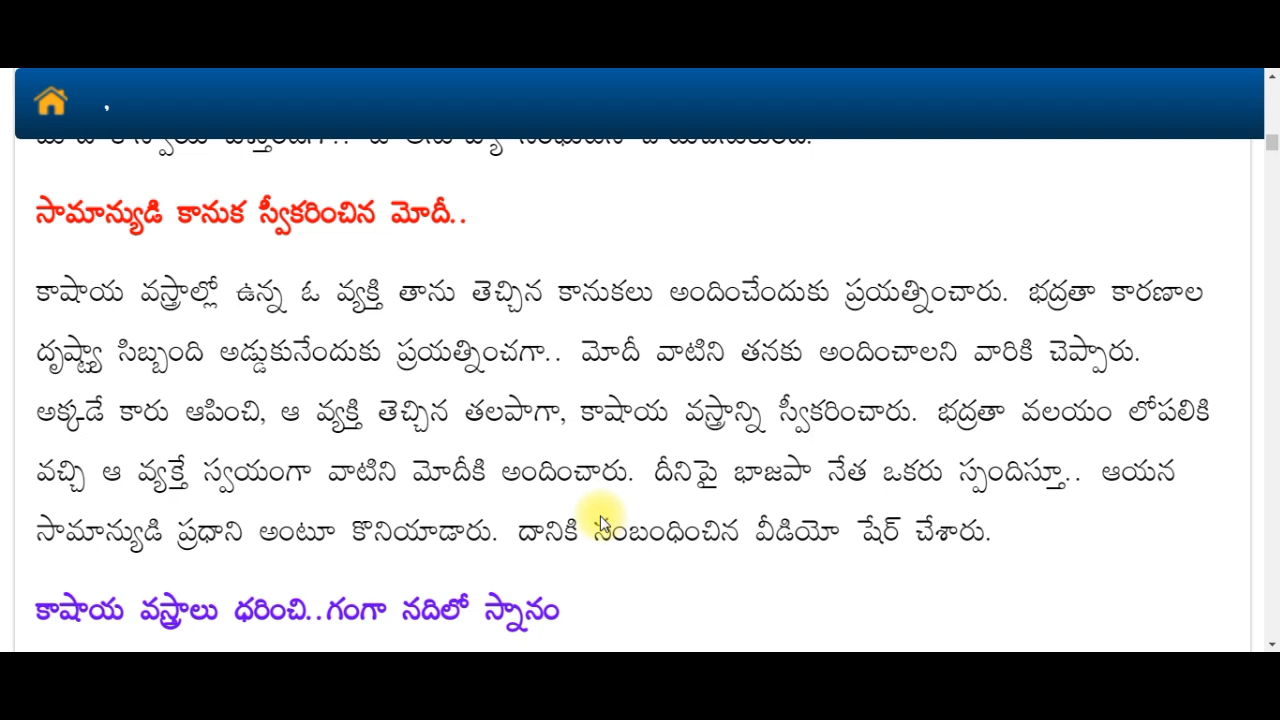 సామాన్యుడి కానుక స్వీకరించిన మోదీ..
కాషాయ వస్త్రాల్లో ఉన్న ఓ వ్యక్తి తాను తెచ్చిన కానుకలు అందించేందుకు ప్రయత్నించారు. భద్రతా కారణాల
దృష్ట్యా సిబ్బంది అడ్డుకునేందుకు ప్రయత్నించగా.. మోదీ వాటిని తనకు అందించాలని వారికి చెప్పారు.
అక్కడే కారు ఆపించి, ఆ వ్యక్తి తెచ్చిన తలపాగా, కాషాయ వస్త్రాన్ని స్వీకరించారు. భద్రతా వలయం లోపలికి
వచ్చి ఆ వ్యక్తే స్వయంగా వాటిని మోదీకి అందించారు. దీనిపై భాజపా నేత ఒకరు స్పందిస్తూ.. ఆయన
సామాన్యుడి ప్రధాని అంటూ కొనియాడారు. దానికి సంబంధించిన వీడియో షేర్ చేశారు.
కాషాయ వస్త్రాలు ధరించి..గంగా నదిలో స్నానం